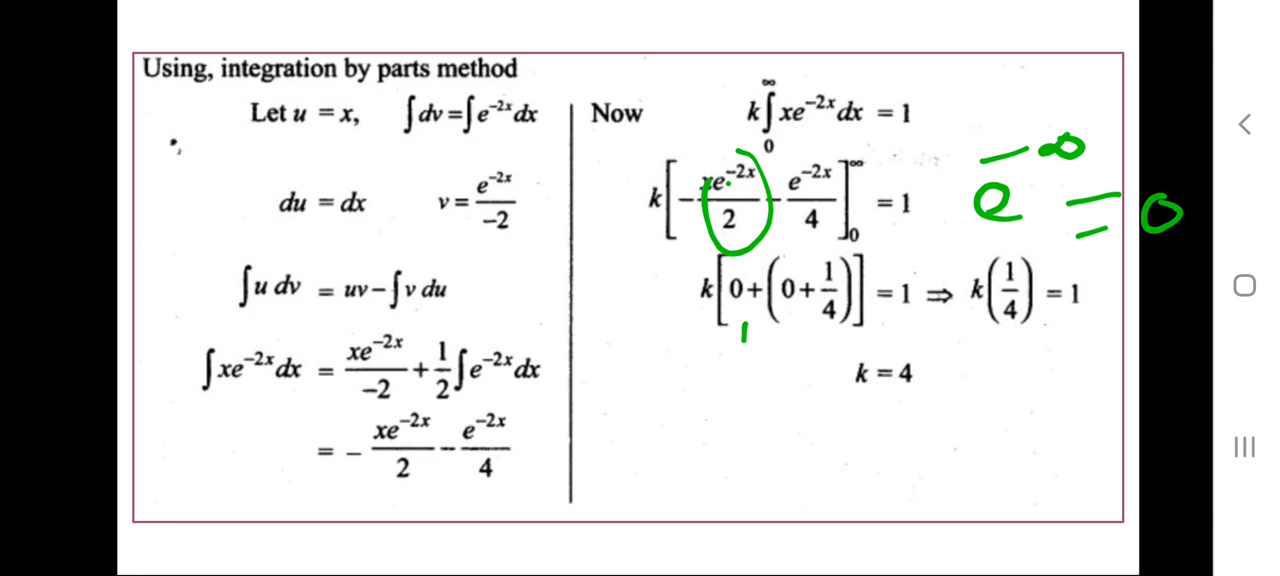 Using, integration by parts method
Let u = x, ∫dv = ∫e^{-2x} dx
du = dx v = e^{-2x}/-2
∫u dv = uv - ∫v du
∫xe^{-2x} dx = xe^{-2x}/-2 + 1/2 ∫e^{-2x} dx
= - xe^{-2x}/2 - e^{-2x}/4
Now k∫_0^∞ xe^{-2x} dx = 1
k[- xe^{-2x}/2 - e^{-2x}/4]_0^∞ = 1
e^{-∞} = 0
k[0 + (0 + 1/4)] = 1 ⇒ k(1/4) = 1
k = 4